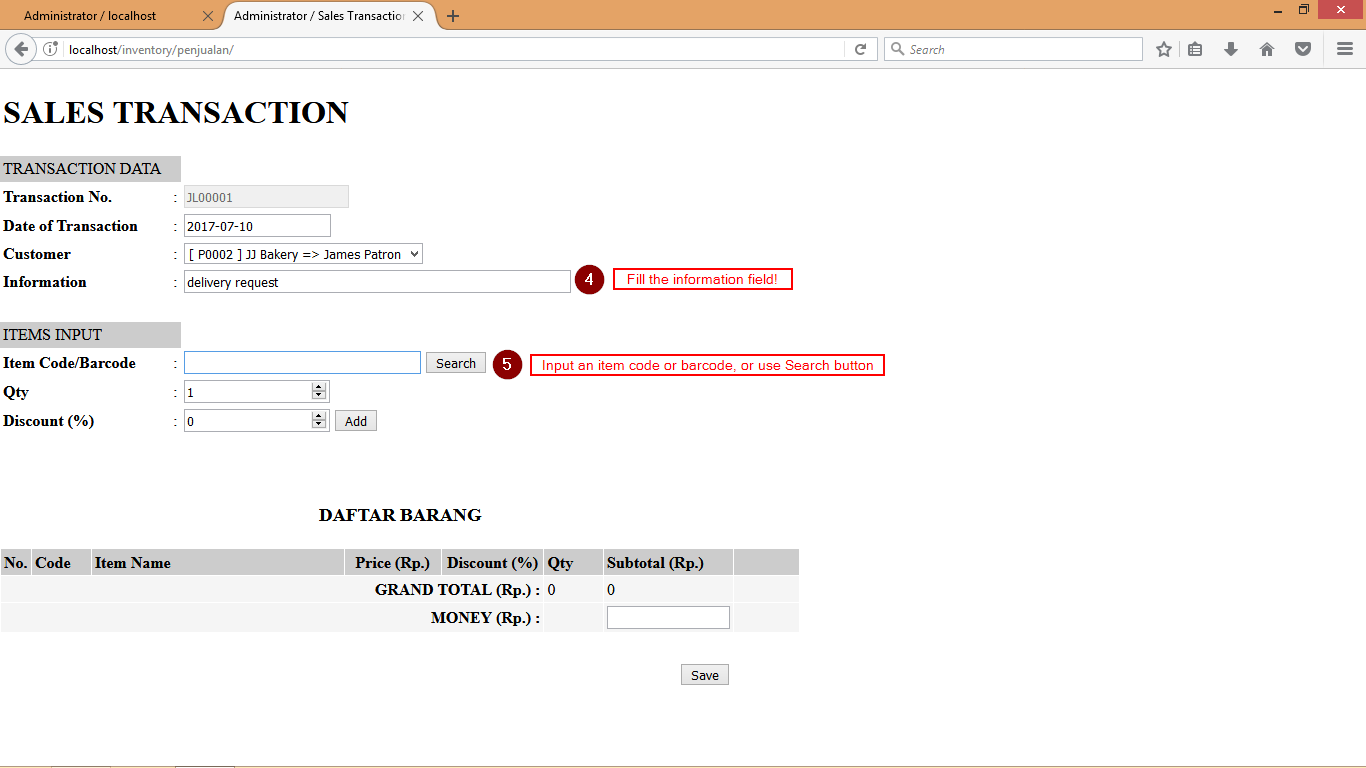 Administrator / localhost
Administrator / Sales Transaction
localhost/inventory/penjualan/
Search
SALES TRANSACTION
TRANSACTION DATA
Transaction No. : JL00001
Date of Transaction : 2017-07-10
Customer : [ P0002 ] JJ Bakery => James Patron
Information : delivery request 4 Fill the information field!
ITEMS INPUT
Item Code/Barcode : Search 5 Input an item code or barcode, or use Search button
Qty : 1
Discount (%) : 0 Add
DAFTAR BARANG
No. Code Item Name Price (Rp.) Discount (%) Qty Subtotal (Rp.)
GRAND TOTAL (Rp.) : 0 0
MONEY (Rp.) :
Save